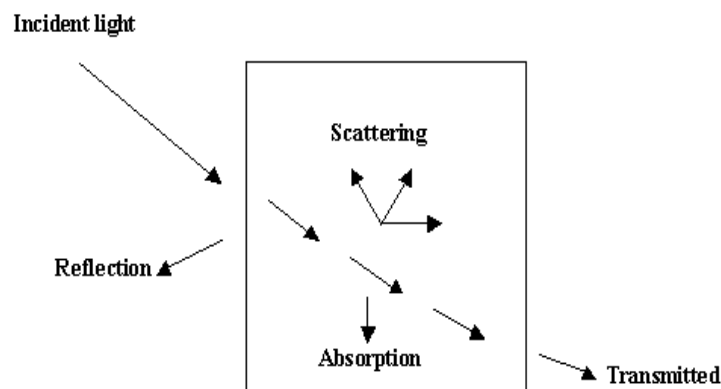 Incident light
Scattering
Reflection
Absorption
Transmitted